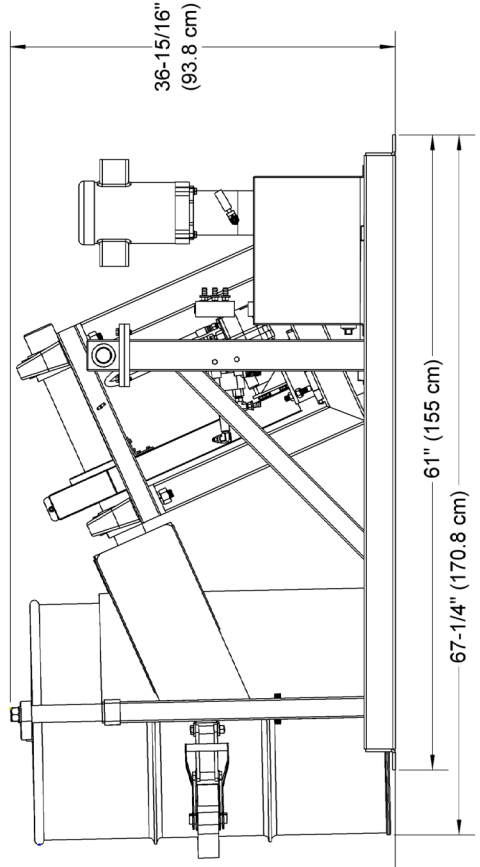 36-15/16"
(93.8 cm)
61" (155 cm)
67-1/4" (170.8 cm)